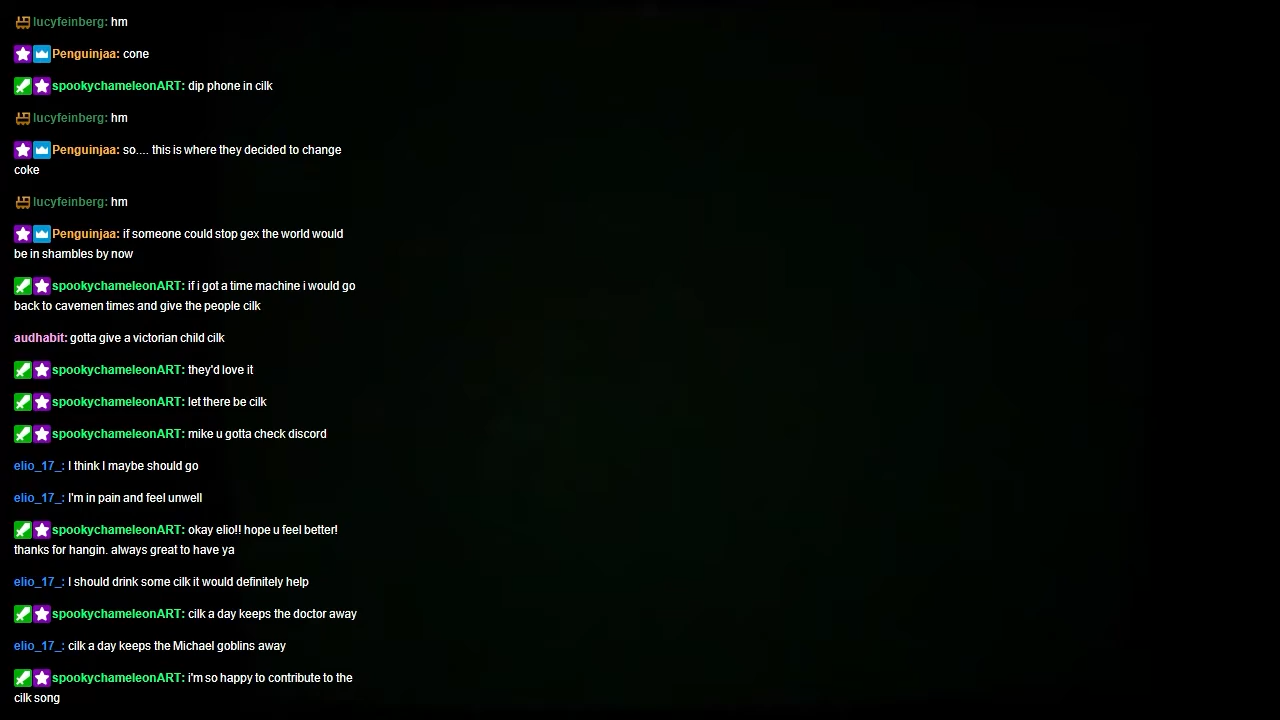 lucyfeinberg: hm
Penguinjaa: cone
spookychameleonART: dip phone in cilk
lucyfeinberg: hm
Penguinjaa: so.... this is where they decided to change
coke
lucyfeinberg: hm
Penguinjaa: if someone could stop gex the world would
be in shambles by now
spookychameleonART: if i got a time machine i would go
back to cavemen times and give the people cilk
audhabit: gotta give a victorian child cilk
spookychameleonART: they'd love it
spookychameleonART: let there be cilk
spookychameleonART: mike u gotta check discord
elio_17_: I think I maybe should go
elio_17_: I'm in pain and feel unwell
spookychameleonART: okay elio!! hope u feel better!
thanks for hangin. always great to have ya
elio_17_: I should drink some cilk it would definitely help
spookychameleonART: cilk a day keeps the doctor away
elio_17_: cilk a day keeps the Michael goblins away
spookychameleonART: i'm so happy to contribute to the
cilk song